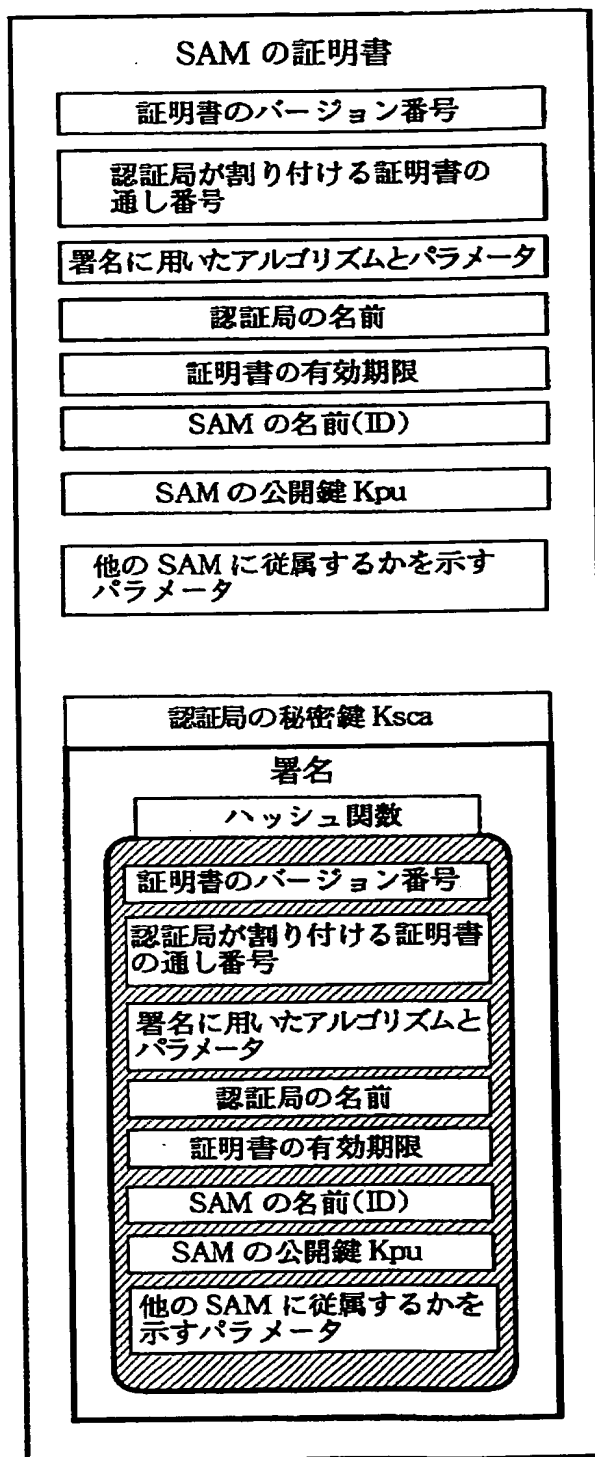 SAM の証明書
証明書のバージョン番号
認証局が割り付ける証明書の
通し番号
署名に用いたアルゴリズムとパラメータ
認証局の名前
証明書の有効期限
SAM の名前(ID)
SAM の公開鍵 Kpu
他の SAM に従属するかを示す
パラメータ
認証局の秘密鍵 Ksca
署名
ハッシュ関数
証明書のバージョン番号
認証局が割り付ける証明書
の通し番号
署名に用いたアルゴリズムと
パラメータ
認証局の名前
証明書の有効期限
SAM の名前(ID)
SAM の公開鍵 Kpu
他の SAM に従属するかを
示すパラメータ